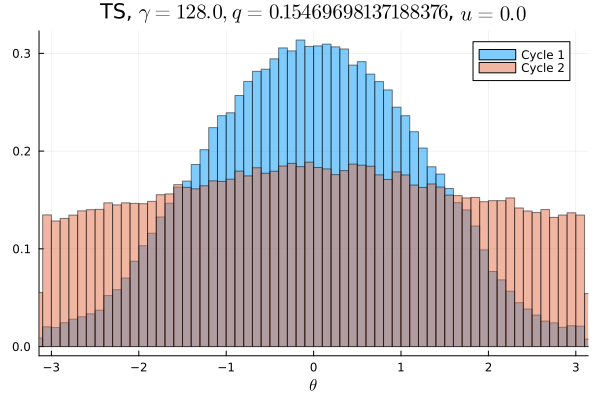 TS, γ = 128.0, q = 0.15469698137188376, u = 0.0
0.3
0.2
0.1
0.0
Cycle 1
Cycle 2
−3 −2 −1 0 1 2 3
θ